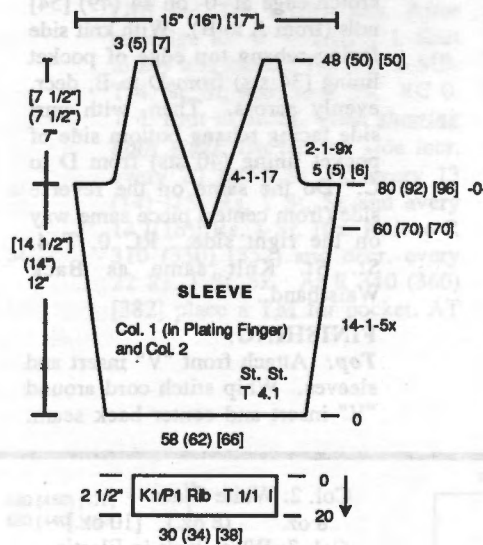 15" (16") [17"]
3 (5) [7]
48 (50) [50]
[7 1/2"]
(7 1/2")
7"
2-1-9x
5 (5) [6]
4-1-17
80 (92) [96] -0
60 (70) [70]
[14 1/2"]
(14")
12"
SLEEVE
Col. 1 (in Plating Finger)
and Col. 2
14-1-5x
St. St.
T 4.1
0
58 (62) [66]
0
2 1/2"
K1/P1 Rib T 1/1 I
20
30 (34) [38]